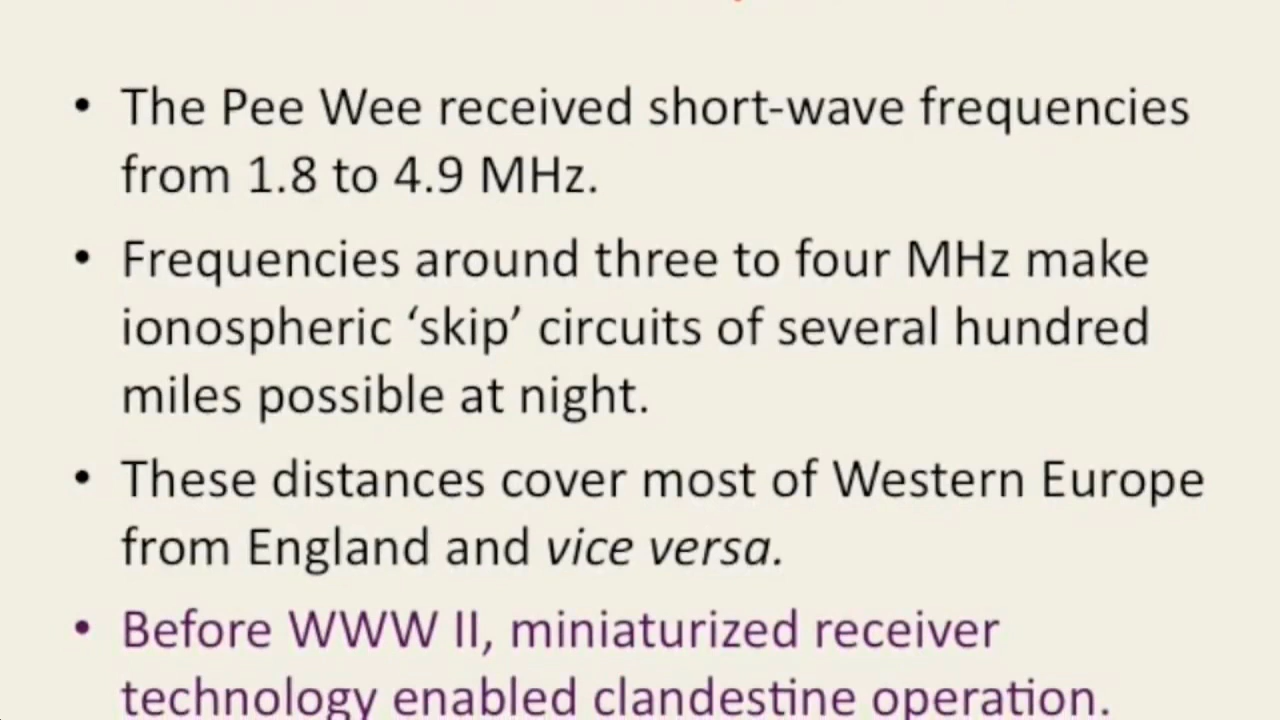 • The Pee Wee received short-wave frequencies
from 1.8 to 4.9 MHz.
• Frequencies around three to four MHz make
ionospheric ‘skip’ circuits of several hundred
miles possible at night.
• These distances cover most of Western Europe
from England and vice versa.
• Before WWW II, miniaturized receiver
technology enabled clandestine operation.